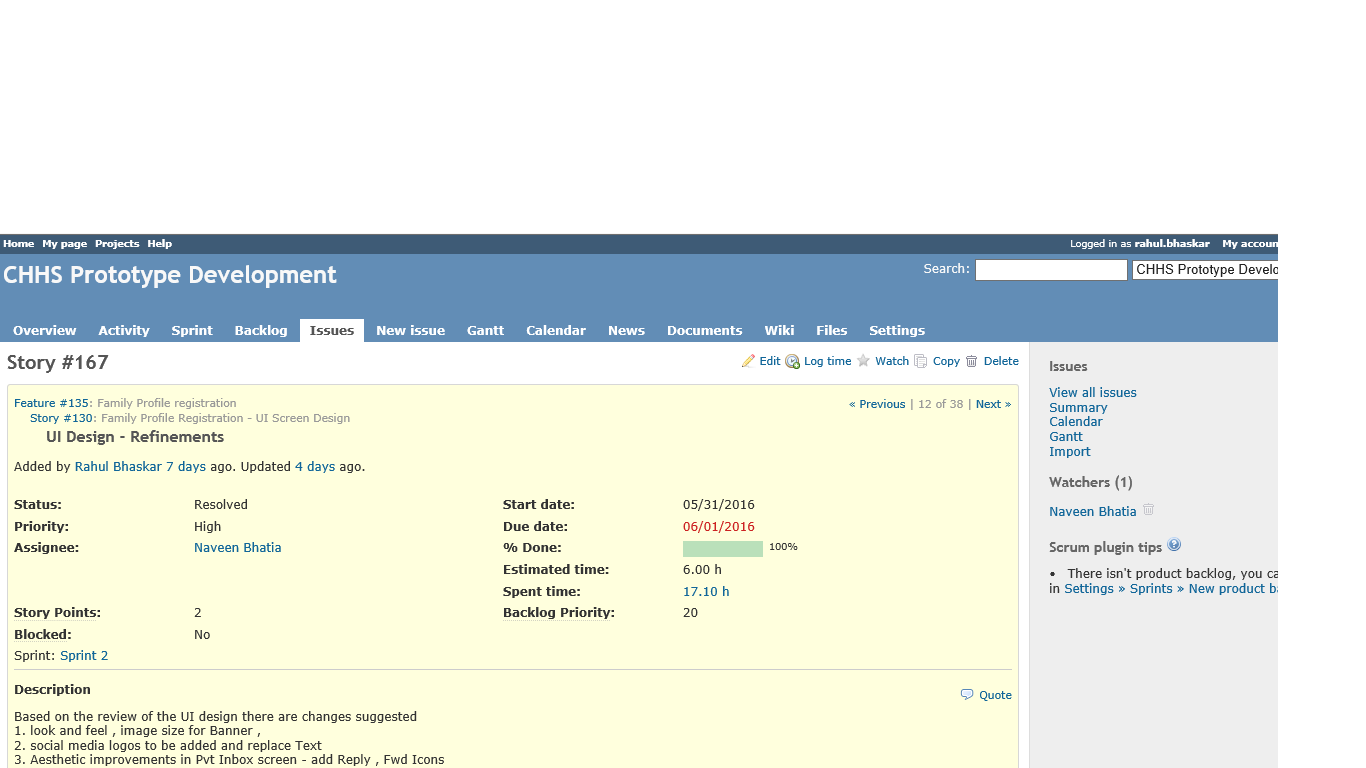 Home My page Projects Help Logged in as rahul.bhaskar My accoun
CHHS Prototype Development Search: CHHS Prototype Develo
Overview Activity Sprint Backlog Issues New issue Gantt Calendar News Documents Wiki Files Settings
Story #167 Edit Log time Watch Copy Delete
Feature #135: Family Profile registration « Previous | 12 of 38 | Next »
Story #130: Family Profile Registration - UI Screen Design
UI Design - Refinements
Added by Rahul Bhaskar 7 days ago. Updated 4 days ago.
Status: Resolved Start date: 05/31/2016
Priority: High Due date: 06/01/2016
Assignee: Naveen Bhatia % Done: 100%
Estimated time: 6.00 h
Spent time: 17.10 h
Story Points: 2 Backlog Priority: 20
Blocked: No
Sprint: Sprint 2
Description Quote
Based on the review of the UI design there are changes suggested
1. look and feel , image size for Banner ,
2. social media logos to be added and replace Text
3. Aesthetic improvements in Pvt Inbox screen - add Reply , Fwd Icons
Issues
View all issues
Summary
Calendar
Gantt
Import
Watchers (1)
Naveen Bhatia
Scrum plugin tips
• There isn't product backlog, you ca
in Settings » Sprints » New product ba